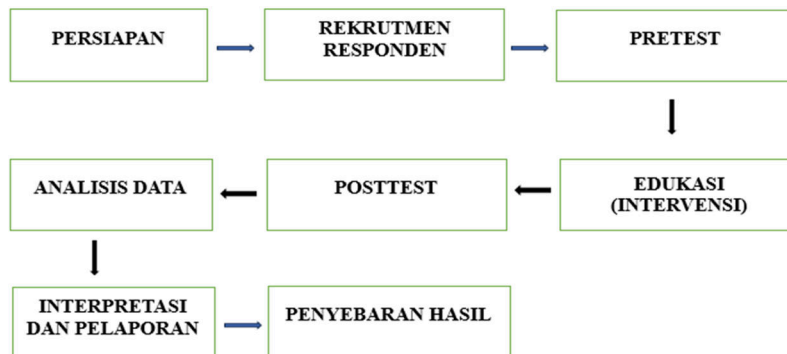 PERSIAPAN
REKRUTMEN
RESPONDEN
PRETEST
EDUKASI
(INTERVENSI)
POSTTEST
ANALISIS DATA
INTERPRETASI
DAN PELAPORAN
PENYEBARAN HASIL